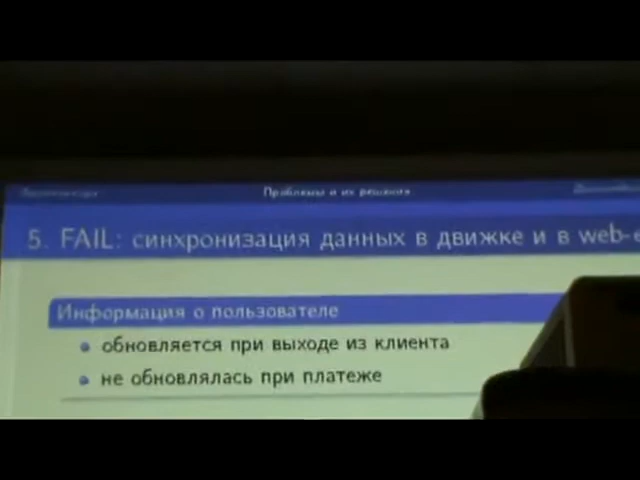 Проблемы и их решения
5. FAIL: синхронизация данных в движке и в web-
Информация о пользователе
обновляется при выходе из клиента
не обновлялась при платеже